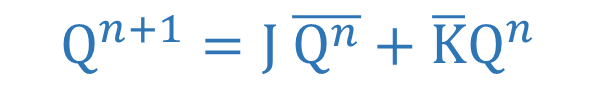 Qⁿ⁺¹ = J Q̅ⁿ̅ + K̅Qⁿ